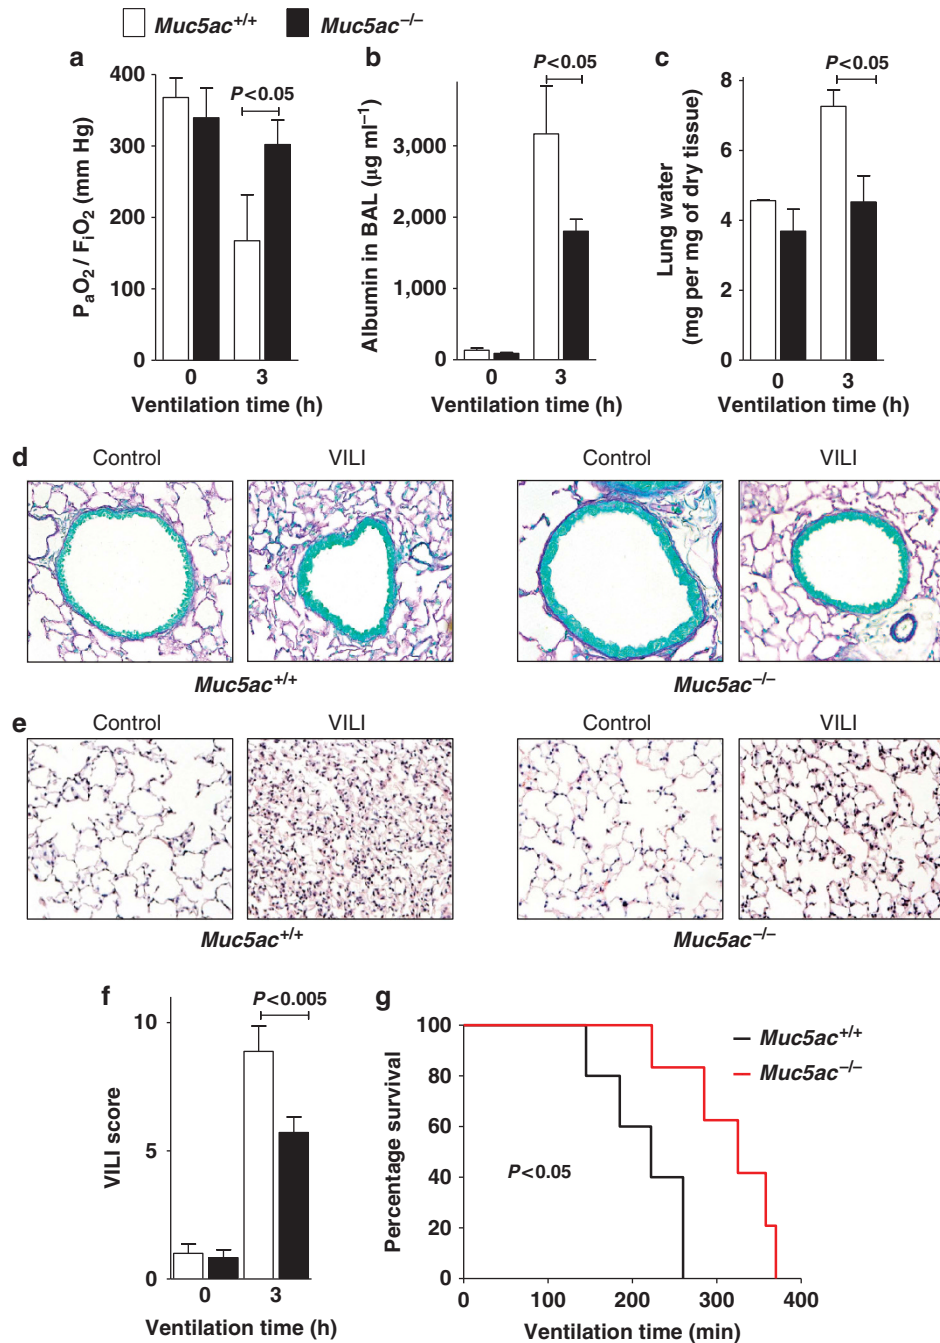 Muc5ac+/+ Muc5ac−/−
a
400
300
200
100
0
PaO2 / FiO2 (mm Hg)
P<0.05
0 3
Ventilation time (h)
b
3,000
2,000
1,000
0
Albumin in BAL (μg ml−1)
P<0.05
0 3
Ventilation time (h)
c
8
6
4
2
0
Lung water
(mg per mg of dry tissue)
P<0.05
0 3
Ventilation time (h)
d
Control VILI Control VILI
Muc5ac+/+ Muc5ac−/−
e
Control VILI Control VILI
Muc5ac+/+ Muc5ac−/−
f
10
5
0
VILI score
P<0.005
0 3
Ventilation time (h)
g
100
80
60
40
20
0
Percentage survival
Muc5ac+/+
Muc5ac−/−
P<0.05
0 100 200 300 400
Ventilation time (min)